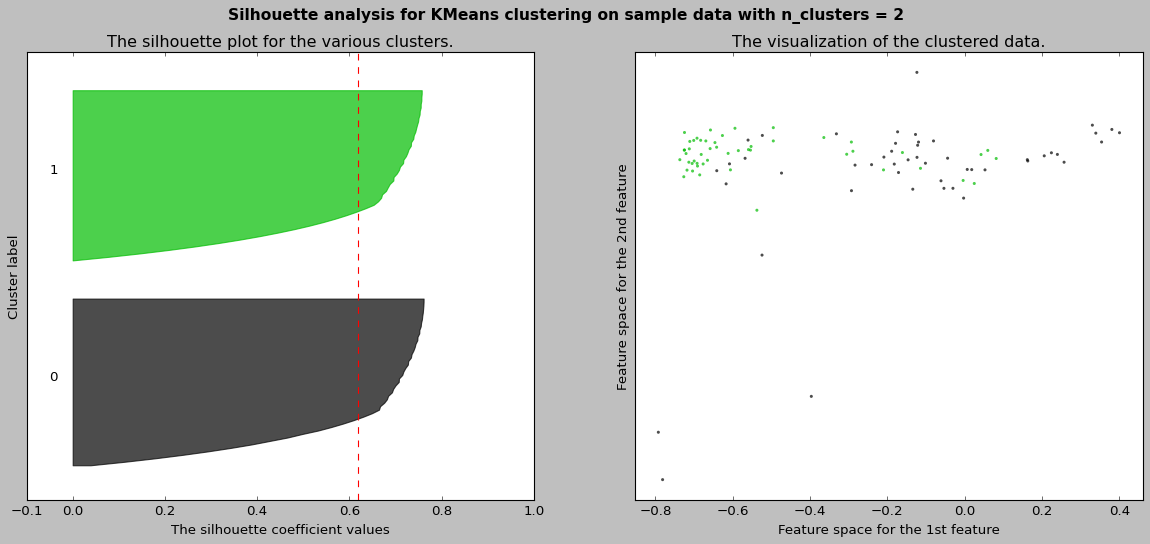 Silhouette analysis for KMeans clustering on sample data with n_clusters = 2
The silhouette plot for the various clusters.
Cluster label
1
0
−0.1 0.0 0.2 0.4 0.6 0.8 1.0
The silhouette coefficient values
The visualization of the clustered data.
Feature space for the 2nd feature
−0.8 −0.6 −0.4 −0.2 0.0 0.2 0.4
Feature space for the 1st feature